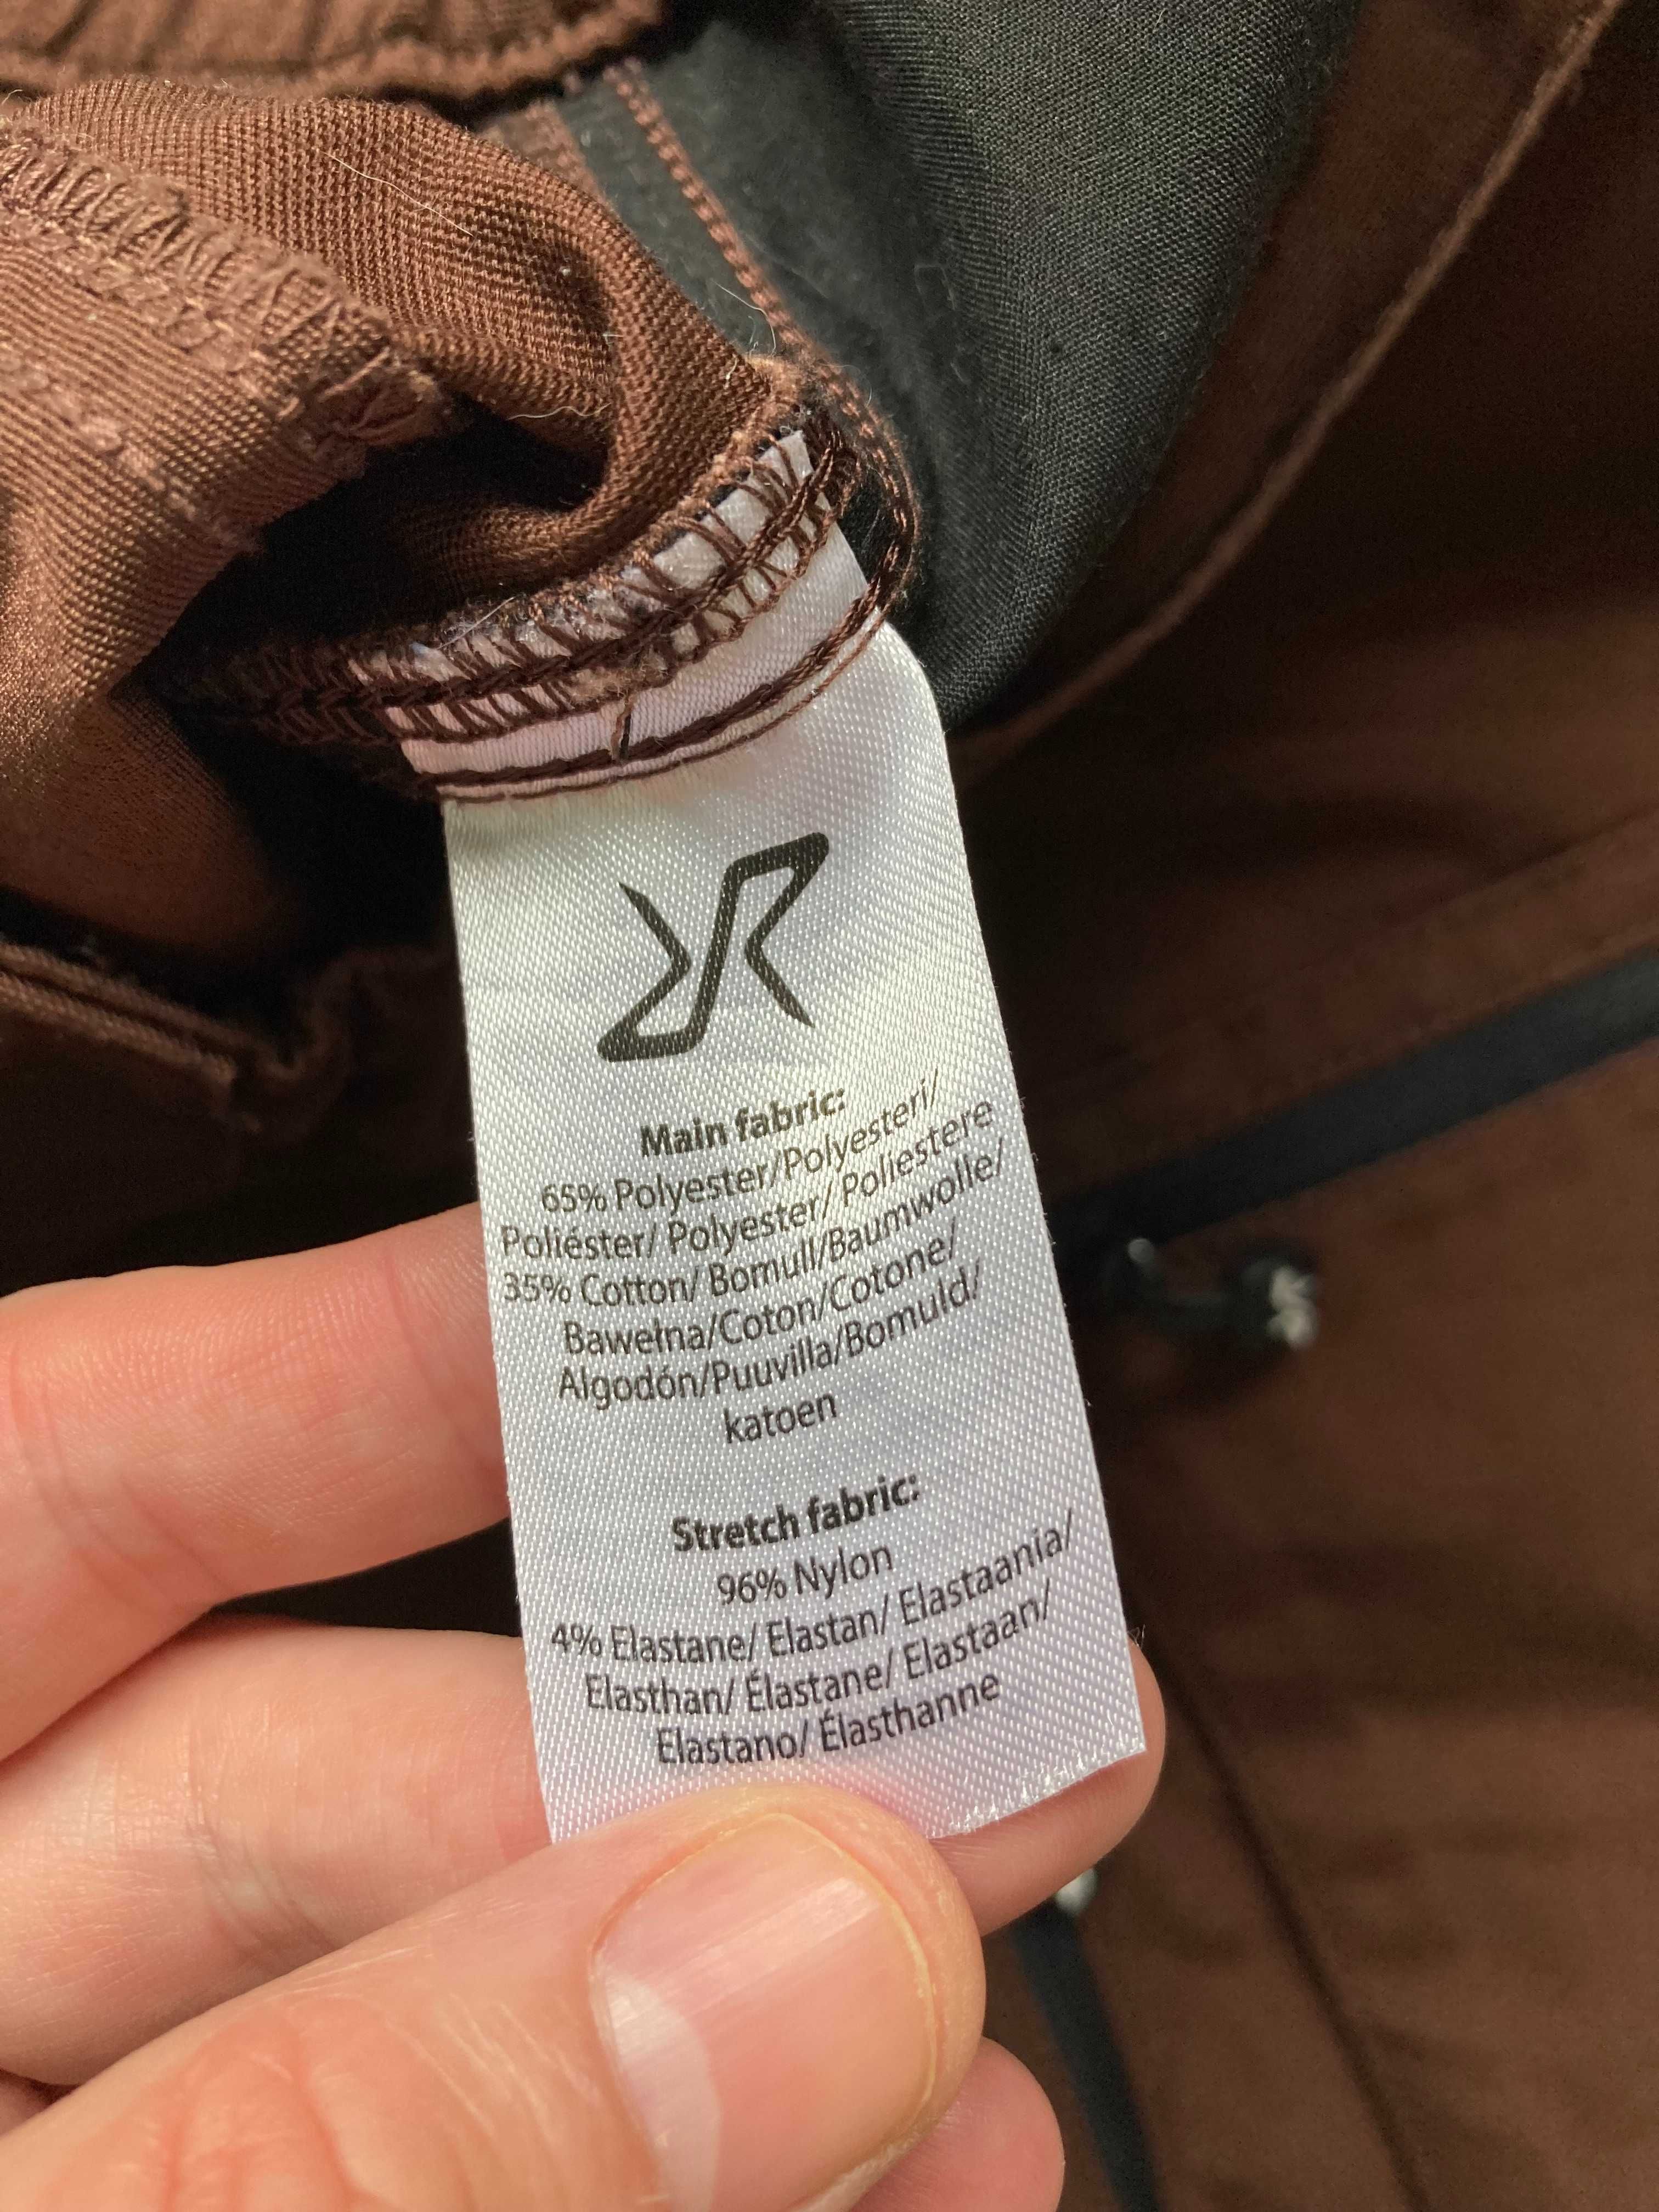 Main fabric:
65% Polyester/Polyesteri/
Poliéster/ Polyester/ Poliestere
35% Cotton/ Bomull/Baumwolle/
Bawełna/Coton/Cotone/
Algodón/Puuvilla/Bomuld/
katoen
Stretch fabric:
96% Nylon
4% Elastane/ Elastan/ Elastaania/
Elasthan/ Élastane/ Elastaan/
Elastano/ Élasthanne